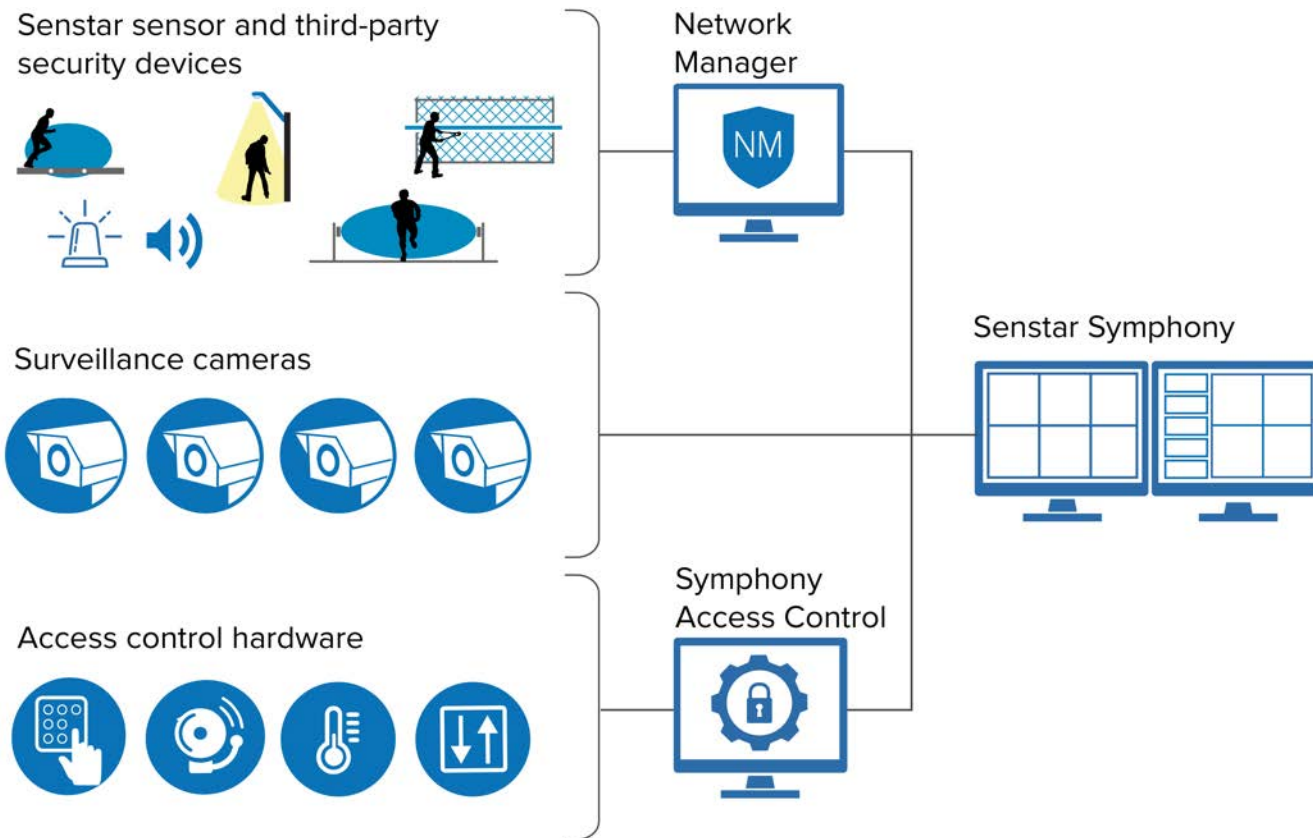 Senstar sensor and third-party
security devices
Network
Manager
NM
Surveillance cameras
Senstar Symphony
Symphony
Access Control
Access control hardware